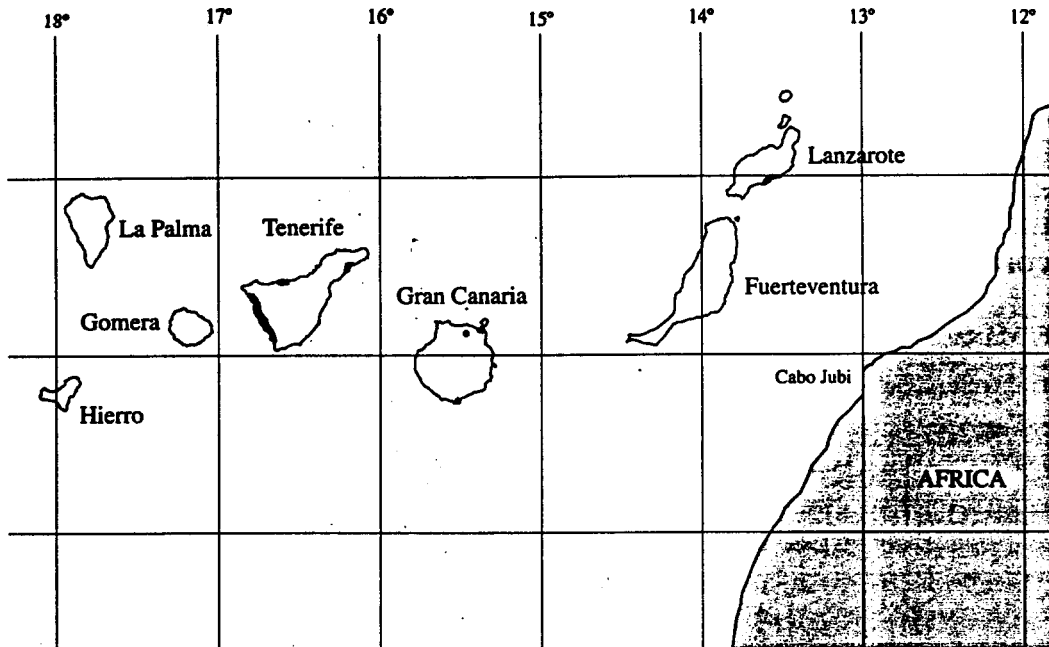 18° 17° 16° 15° 14° 13° 12°
Lanzarote
La Palma
Tenerife
Gran Canaria
Fuerteventura
Gomera
Cabo Jubi
Hierro
AFRICA